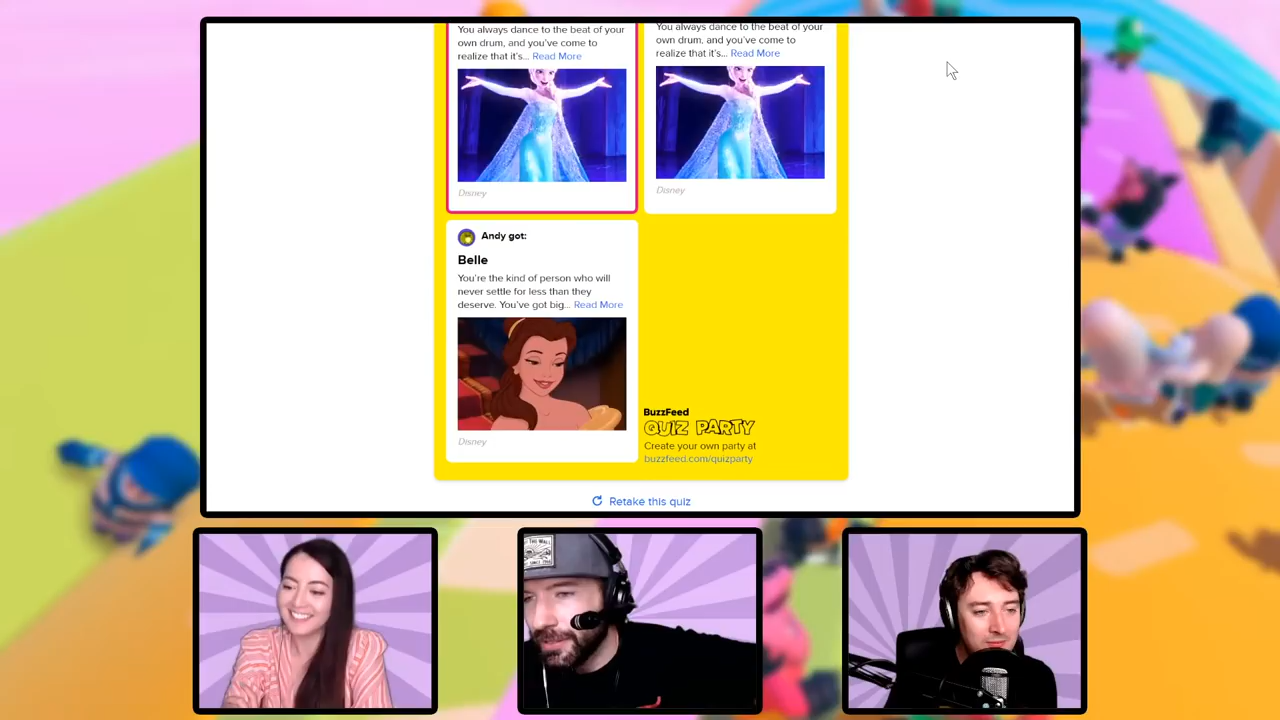 You always dance to the beat of your
own drum, and you've come to
realize that it's... Read More
Disney
You always dance to the beat of your
own drum, and you've come to
realize that it's... Read More
Disney
Andy got:
Belle
You're the kind of person who will
never settle for less than they
deserve. You've got big... Read More
Disney
BuzzFeed
QUIZ PARTY
Create your own party at
buzzfeed.com/quizparty
Retake this quiz
THE WALL